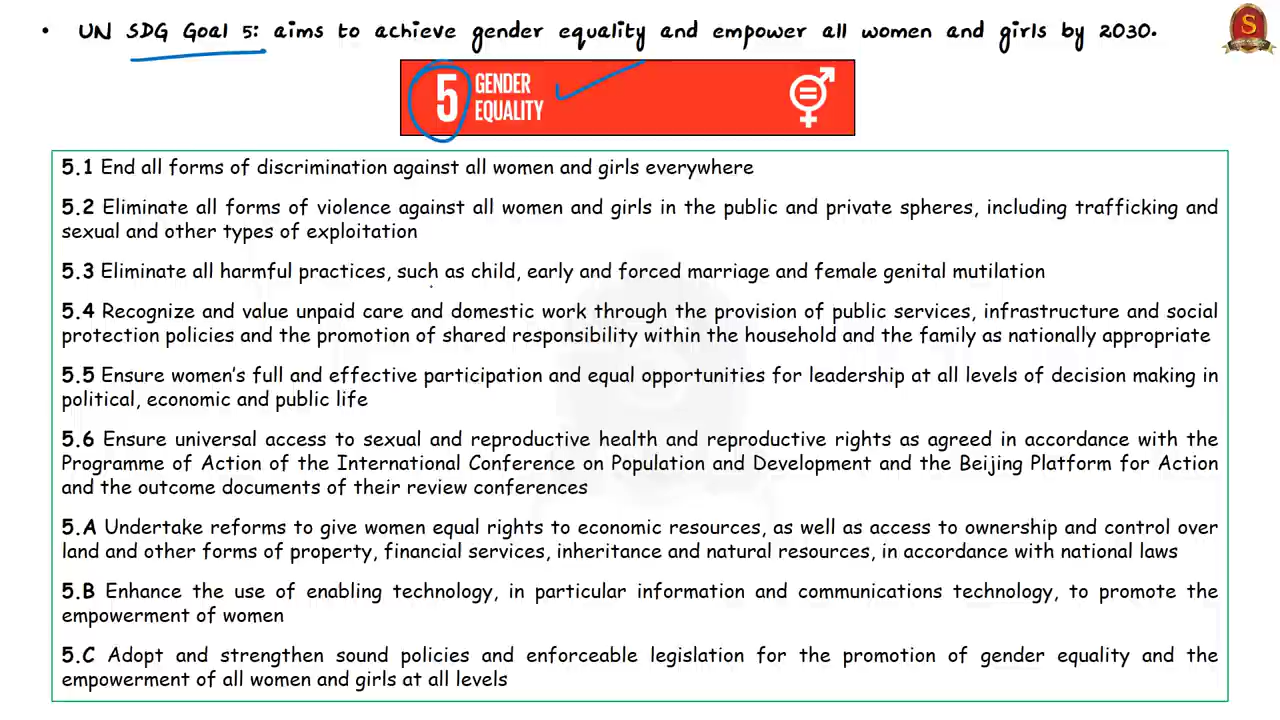 • UN SDG Goal 5: aims to achieve gender equality and empower all women and girls by 2030.
S
5 GENDER
EQUALITY
5.1 End all forms of discrimination against all women and girls everywhere
5.2 Eliminate all forms of violence against all women and girls in the public and private spheres, including trafficking and
sexual and other types of exploitation
5.3 Eliminate all harmful practices, such as child, early and forced marriage and female genital mutilation
5.4 Recognize and value unpaid care and domestic work through the provision of public services, infrastructure and social
protection policies and the promotion of shared responsibility within the household and the family as nationally appropriate
5.5 Ensure women's full and effective participation and equal opportunities for leadership at all levels of decision making in
political, economic and public life
5.6 Ensure universal access to sexual and reproductive health and reproductive rights as agreed in accordance with the
Programme of Action of the International Conference on Population and Development and the Beijing Platform for Action
and the outcome documents of their review conferences
5.A Undertake reforms to give women equal rights to economic resources, as well as access to ownership and control over
land and other forms of property, financial services, inheritance and natural resources, in accordance with national laws
5.B Enhance the use of enabling technology, in particular information and communications technology, to promote the
empowerment of women
5.C Adopt and strengthen sound policies and enforceable legislation for the promotion of gender equality and the
empowerment of all women and girls at all levels